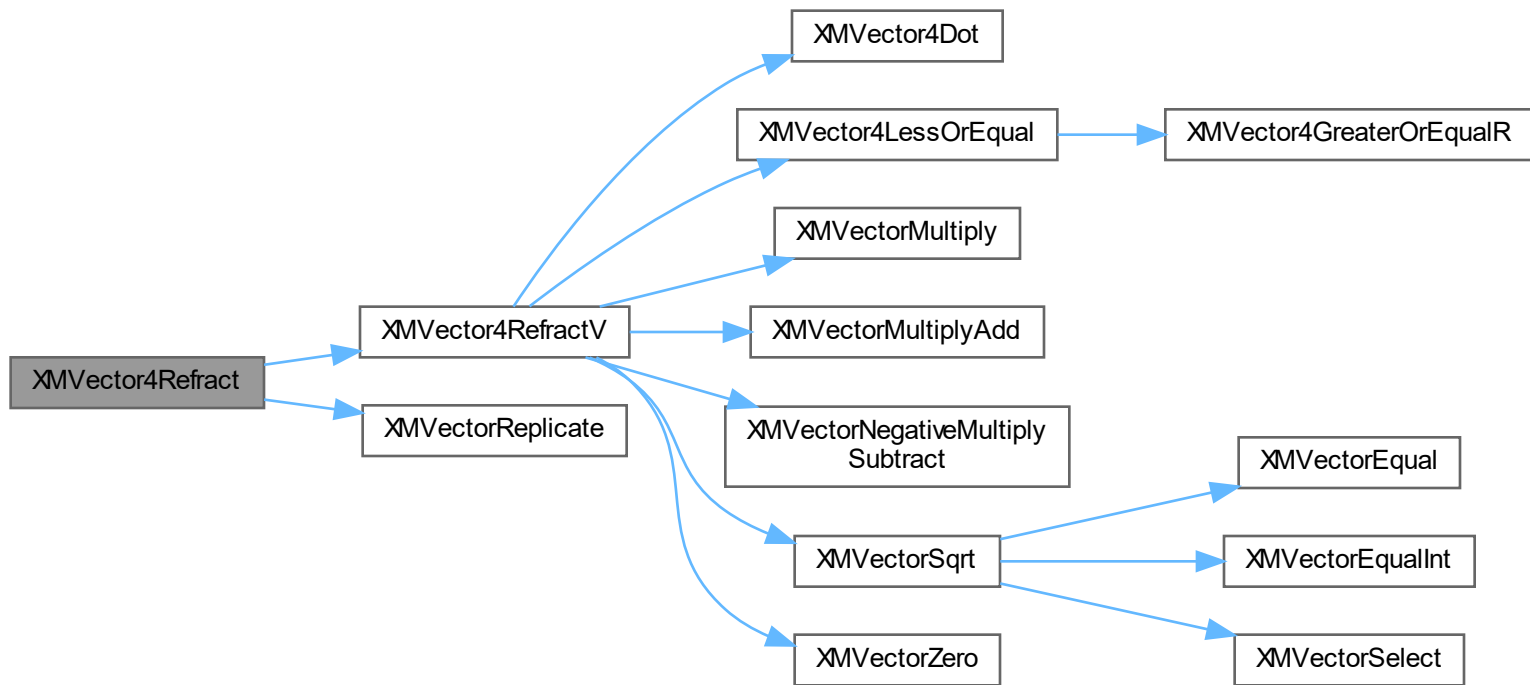 XMVector4Dot
XMVector4LessOrEqual
XMVector4GreaterOrEqualR
XMVectorMultiply
XMVector4RefractV
XMVectorMultiplyAdd
XMVector4Refract
XMVectorReplicate
XMVectorNegativeMultiply
Subtract
XMVectorEqual
XMVectorSqrt
XMVectorEqualInt
XMVectorZero
XMVectorSelect